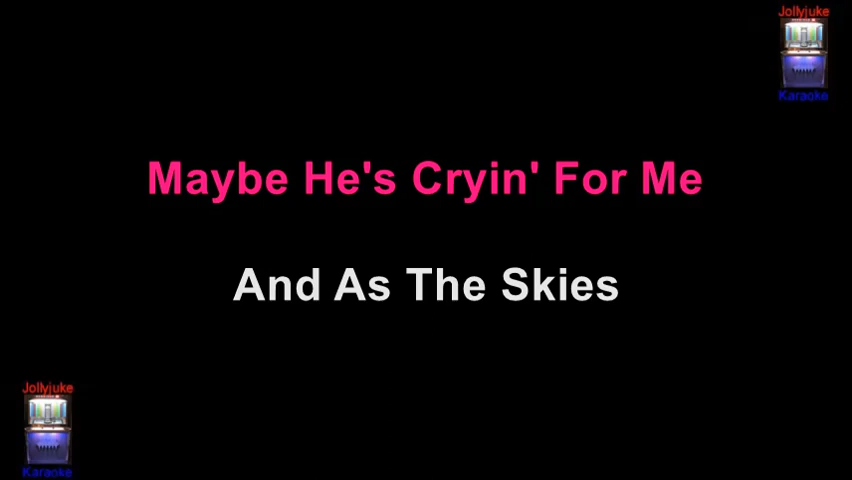 Jollyjuke
Karaoke
Maybe He's Cryin' For Me
And As The Skies
Jollyjuke
Karaoke